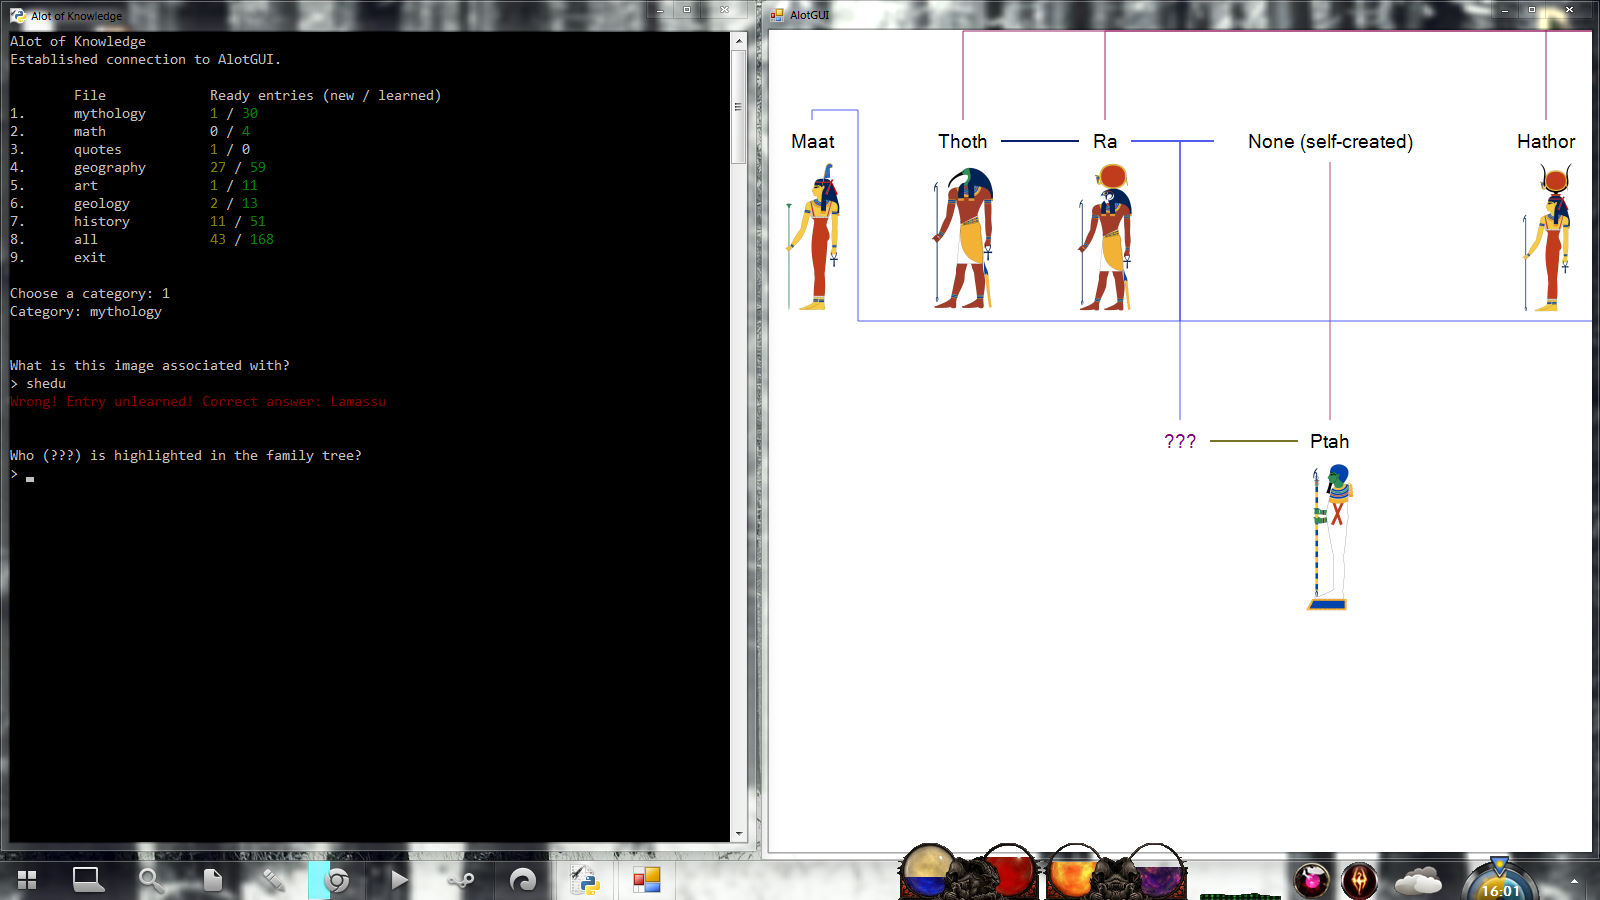 Alot of Knowledge
Alot of Knowledge
Established connection to AlotGUI.
File Ready entries (new / learned)
1. mythology 1 / 30
2. math 0 / 4
3. quotes 1 / 0
4. geography 27 / 59
5. art 1 / 11
6. geology 2 / 13
7. history 11 / 51
8. all 43 / 168
9. exit
Choose a category: 1
Category: mythology
What is this image associated with?
> shedu
Wrong! Entry unlearned! Correct answer: Lamassu
Who (???) is highlighted in the family tree?
>
AlotGUI
Maat Thoth Ra None (self-created) Hathor
??? Ptah
16:01